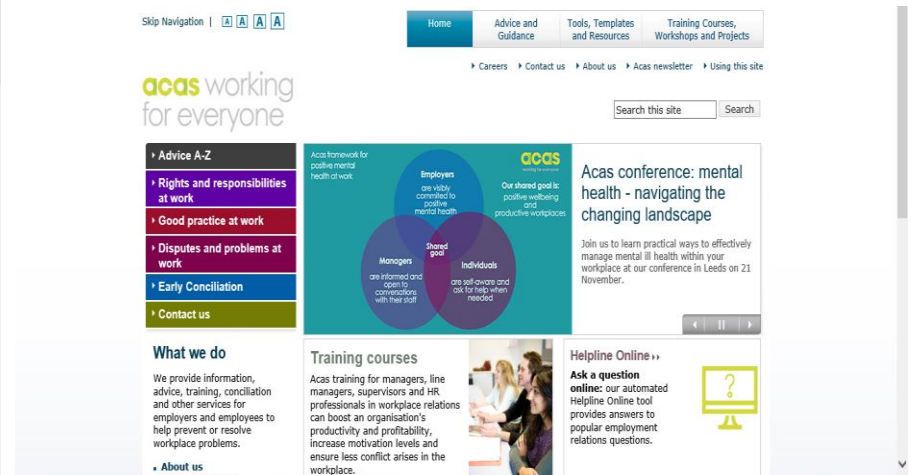 Skip Navigation | A A A A
Home
Advice and
Guidance
Tools, Templates
and Resources
Training Courses,
Workshops and Projects
Careers Contact us About us Acas newsletter Using this site
acas working
for everyone
Search this site Search
Advice A-Z
Rights and responsibilities
at work
Good practice at work
Disputes and problems at
work
Early Conciliation
Contact us
Acas framework for
positive mental
health at work
Employers
are visibly
commited to
positive
mental health
acas
working for everyone
Our shared goal is:
positive wellbeing
and
productive workplaces
Shared
goal
Managers
are informed and
open to
conversations
with their staff
Individuals
are self-aware and
ask for help when
needed
Acas conference: mental
health - navigating the
changing landscape
Join us to learn practical ways to effectively
manage mental ill health within your
workplace at our conference in Leeds on 21
November.
What we do
We provide information,
advice, training, conciliation
and other services for
employers and employees to
help prevent or resolve
workplace problems.
About us
Training courses
Acas training for managers, line
managers, supervisors and HR
professionals in workplace relations
can boost an organisation's
productivity and profitability,
increase motivation levels and
ensure less conflict arises in the
workplace.
Helpline Online
Ask a question
online: our automated
Helpline Online tool
provides answers to
popular employment
relations questions.
?